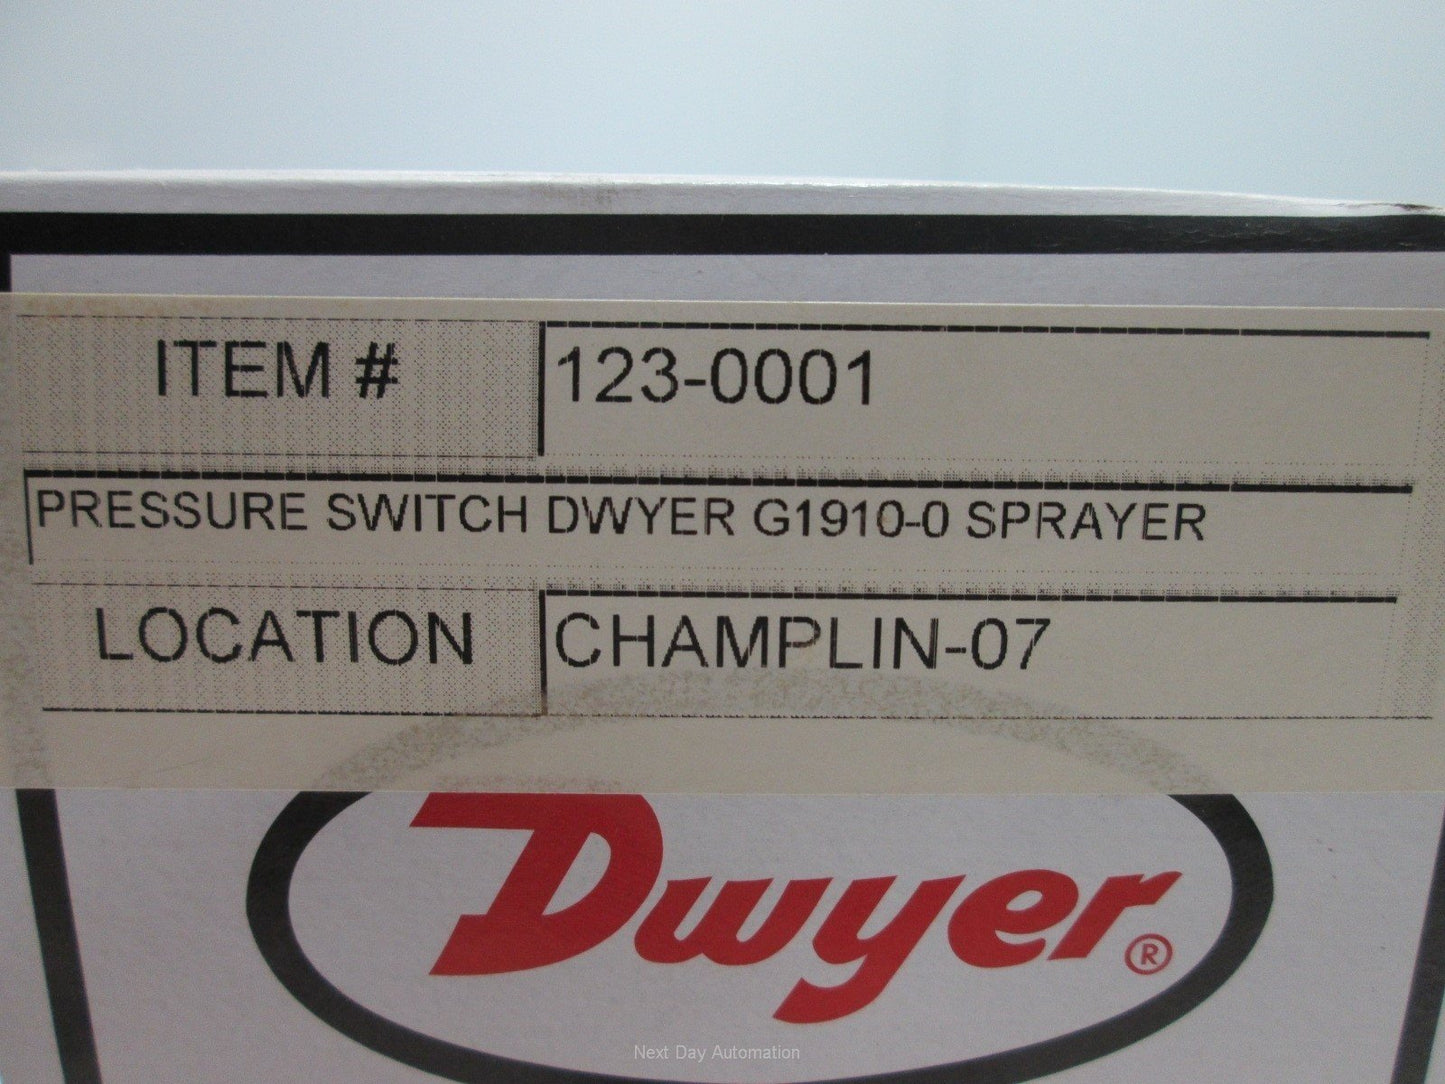 ITEM # 123-0001
PRESSURE SWITCH DWYER G1910-0 SPRAYER
LOCATION CHAMPLIN-07
Dwyer®
Next Day Automation